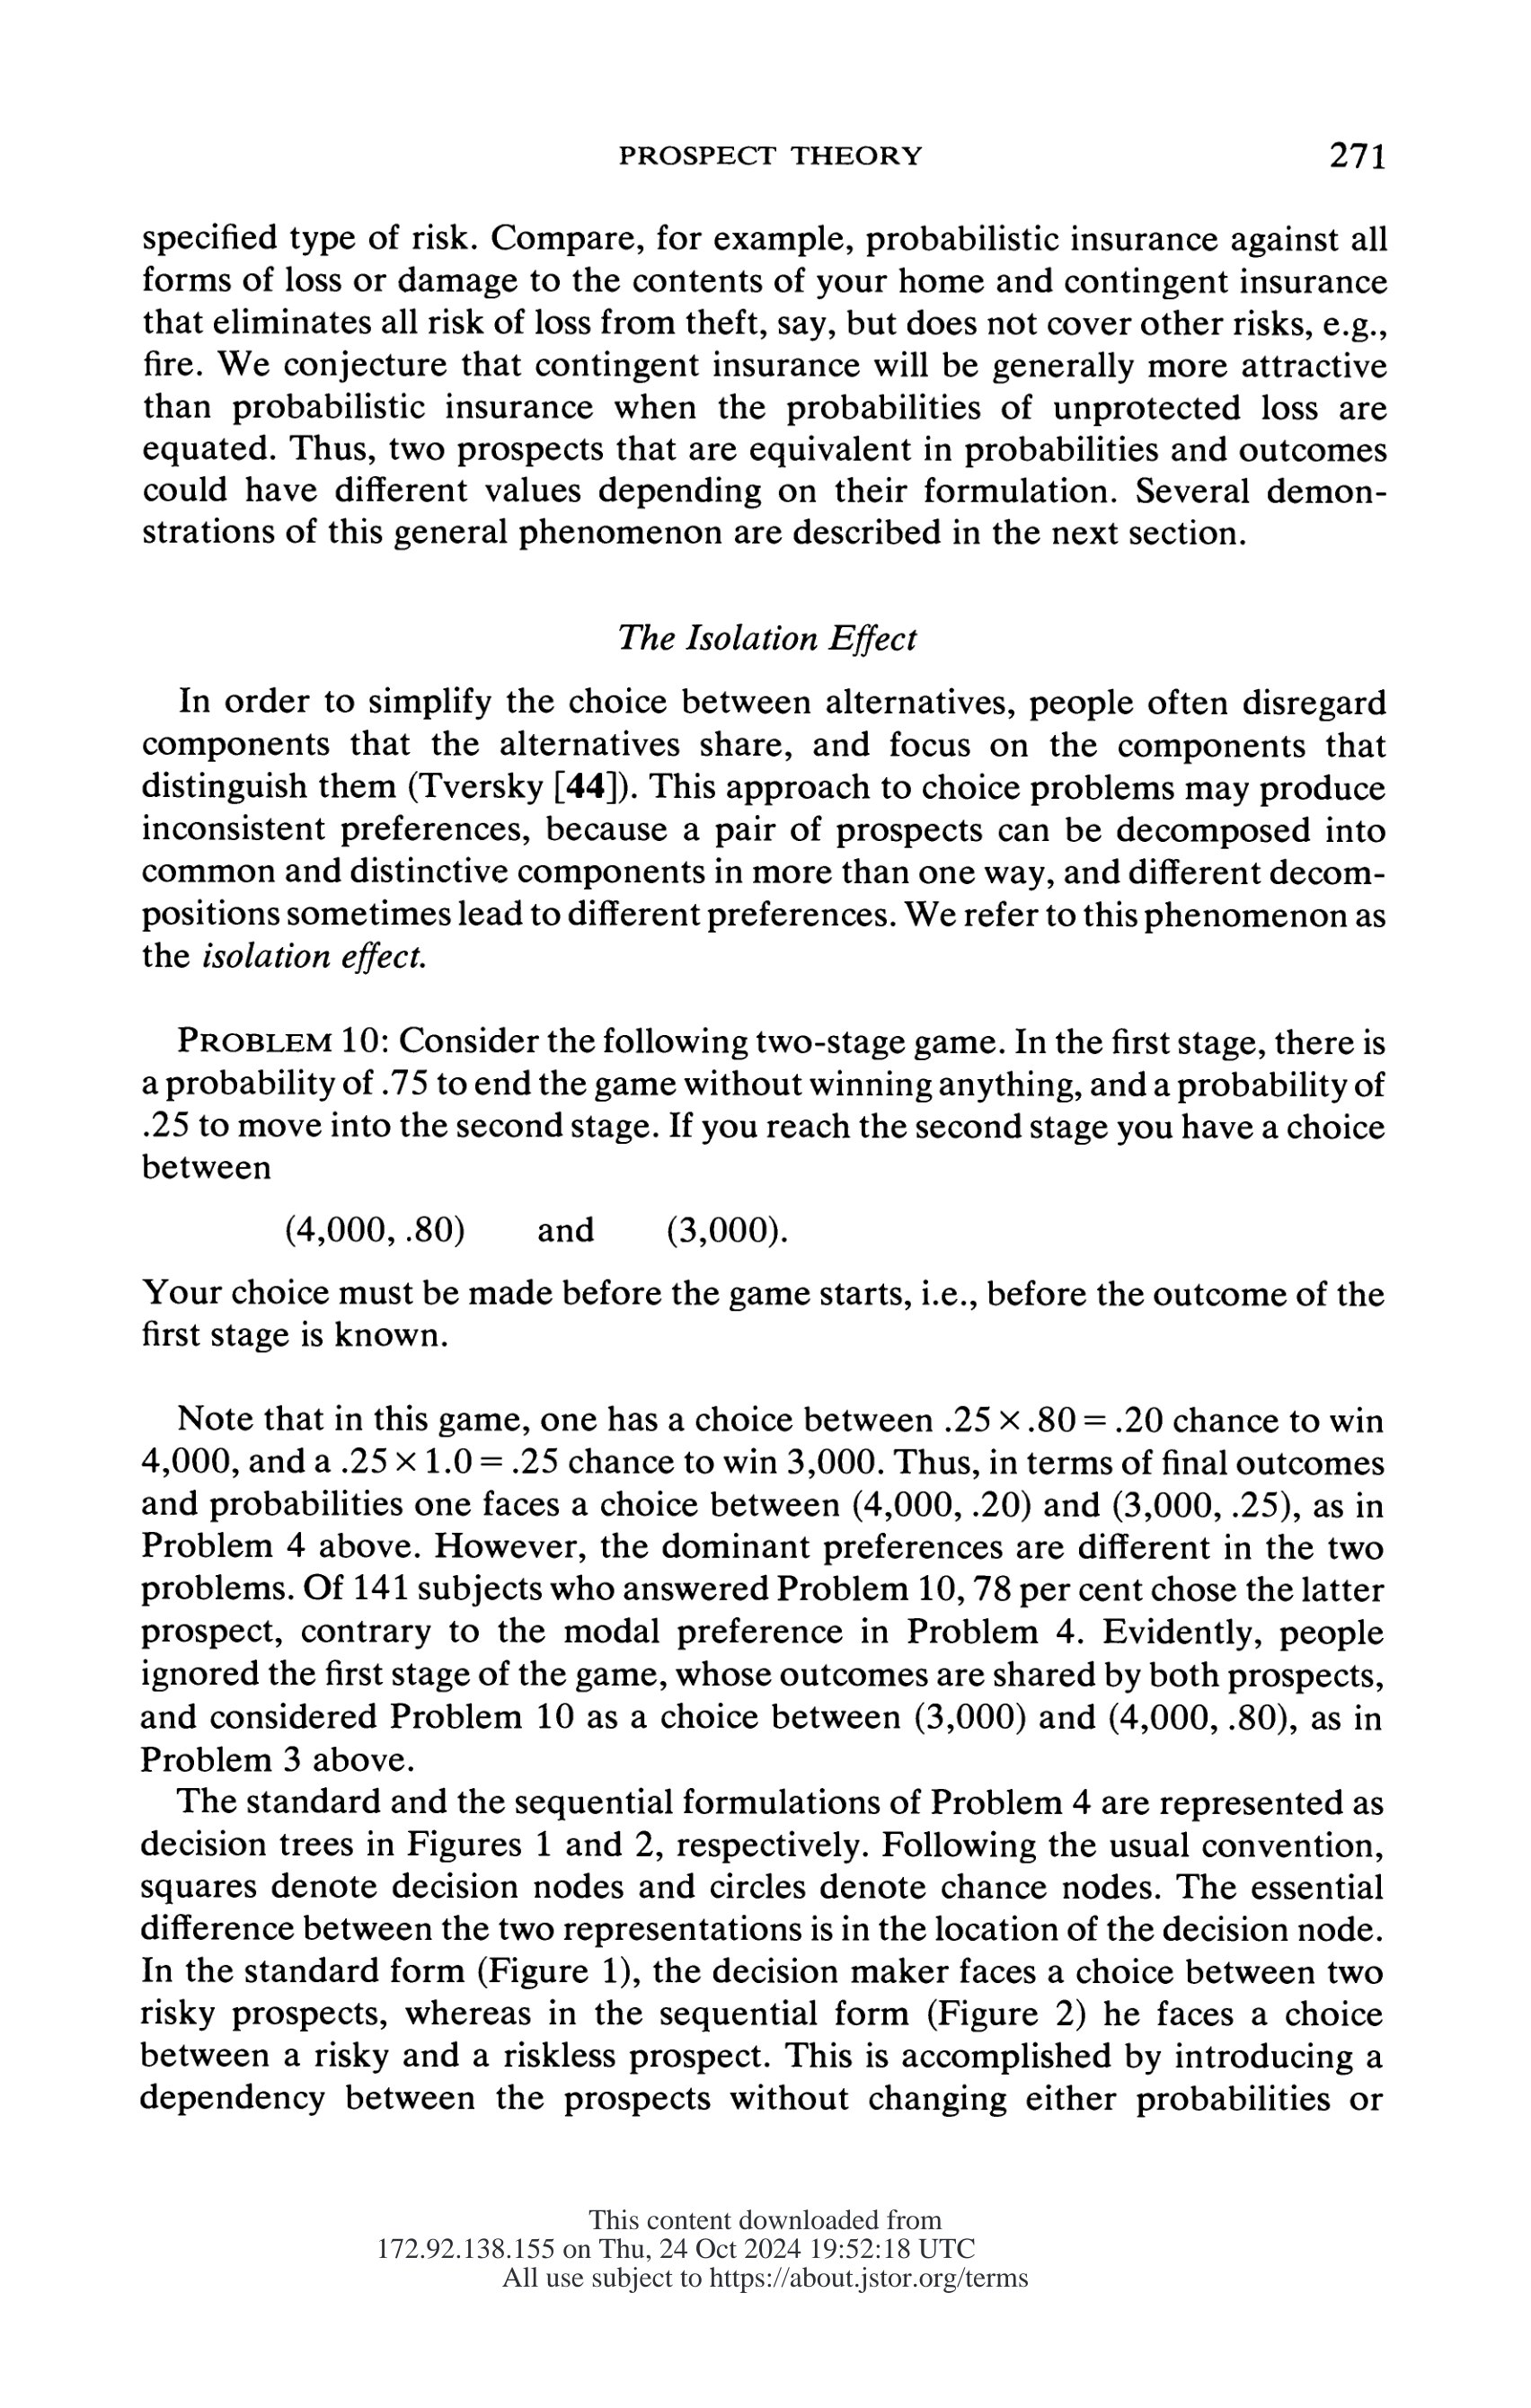 PROSPECT THEORY 271
specified type of risk. Compare, for example, probabilistic insurance against all
forms of loss or damage to the contents of your home and contingent insurance
that eliminates all risk of loss from theft, say, but does not cover other risks, e.g.,
fire. We conjecture that contingent insurance will be generally more attractive
than probabilistic insurance when the probabilities of unprotected loss are
equated. Thus, two prospects that are equivalent in probabilities and outcomes
could have different values depending on their formulation. Several demon-
strations of this general phenomenon are described in the next section.
The Isolation Effect
In order to simplify the choice between alternatives, people often disregard
components that the alternatives share, and focus on the components that
distinguish them (Tversky [44]). This approach to choice problems may produce
inconsistent preferences, because a pair of prospects can be decomposed into
common and distinctive components in more than one way, and different decom-
positions sometimes lead to different preferences. We refer to this phenomenon as
the isolation effect.
PROBLEM 10: Consider the following two-stage game. In the first stage, there is
a probability of .75 to end the game without winning anything, and a probability of
.25 to move into the second stage. If you reach the second stage you have a choice
between
(4,000, .80) and (3,000).
Your choice must be made before the game starts, i.e., before the outcome of the
first stage is known.
Note that in this game, one has a choice between .25 × .80 = .20 chance to win
4,000, and a .25 × 1.0 = .25 chance to win 3,000. Thus, in terms of final outcomes
and probabilities one faces a choice between (4,000, .20) and (3,000, .25), as in
Problem 4 above. However, the dominant preferences are different in the two
problems. Of 141 subjects who answered Problem 10, 78 per cent chose the latter
prospect, contrary to the modal preference in Problem 4. Evidently, people
ignored the first stage of the game, whose outcomes are shared by both prospects,
and considered Problem 10 as a choice between (3,000) and (4,000, .80), as in
Problem 3 above.
The standard and the sequential formulations of Problem 4 are represented as
decision trees in Figures 1 and 2, respectively. Following the usual convention,
squares denote decision nodes and circles denote chance nodes. The essential
difference between the two representations is in the location of the decision node.
In the standard form (Figure 1), the decision maker faces a choice between two
risky prospects, whereas in the sequential form (Figure 2) he faces a choice
between a risky and a riskless prospect. This is accomplished by introducing a
dependency between the prospects without changing either probabilities or
This content downloaded from
172.92.138.155 on Thu, 24 Oct 2024 19:52:18 UTC
All use subject to https://about.jstor.org/terms